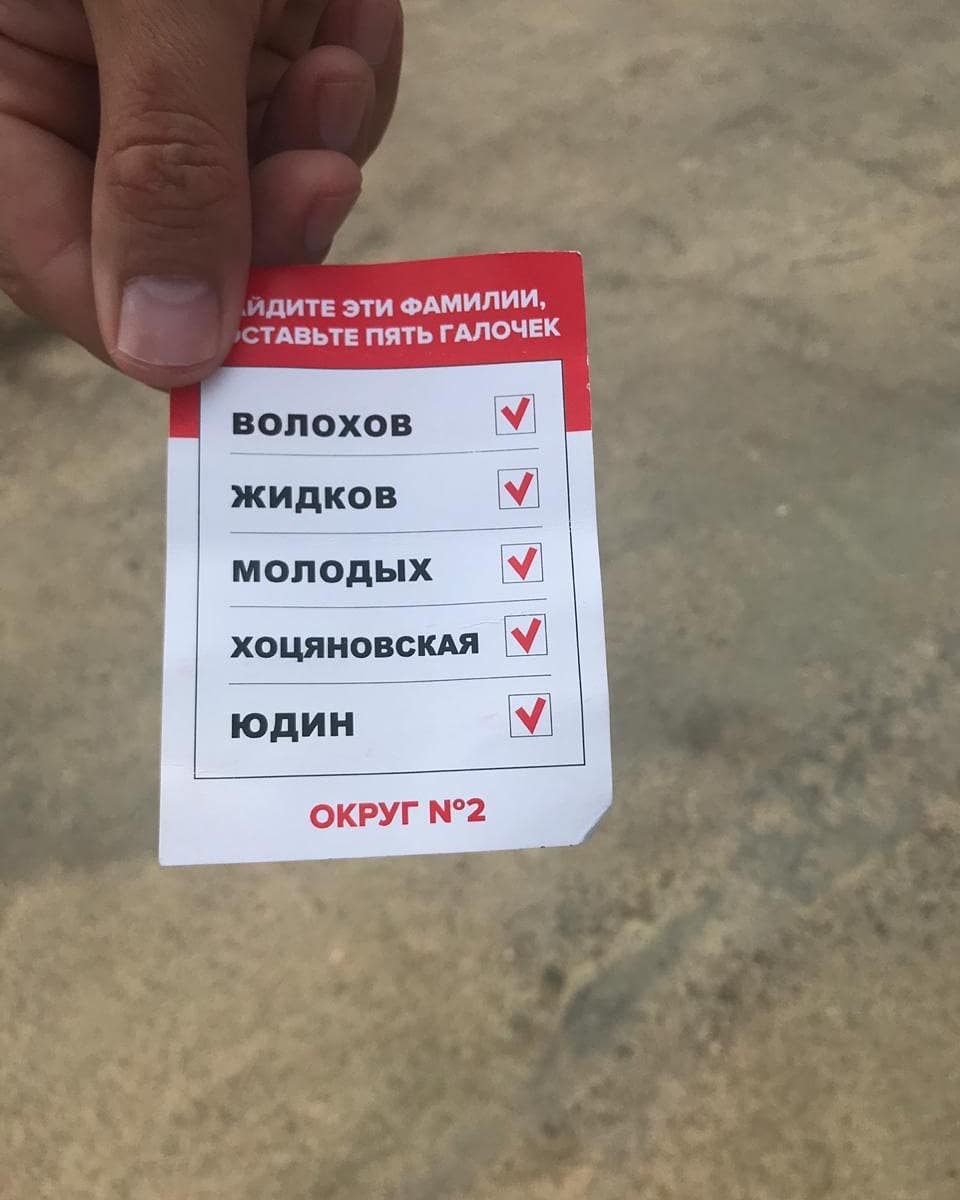 ЭТИ ФАМИЛИИ,
ПЯТЬ ГАЛОЧЕК
ВОЛОХОВ
ЖИДКОВ
МОЛОДЫХ
ХОЦЯНОВСКАЯ
ЮДИН
ОКРУГ №2